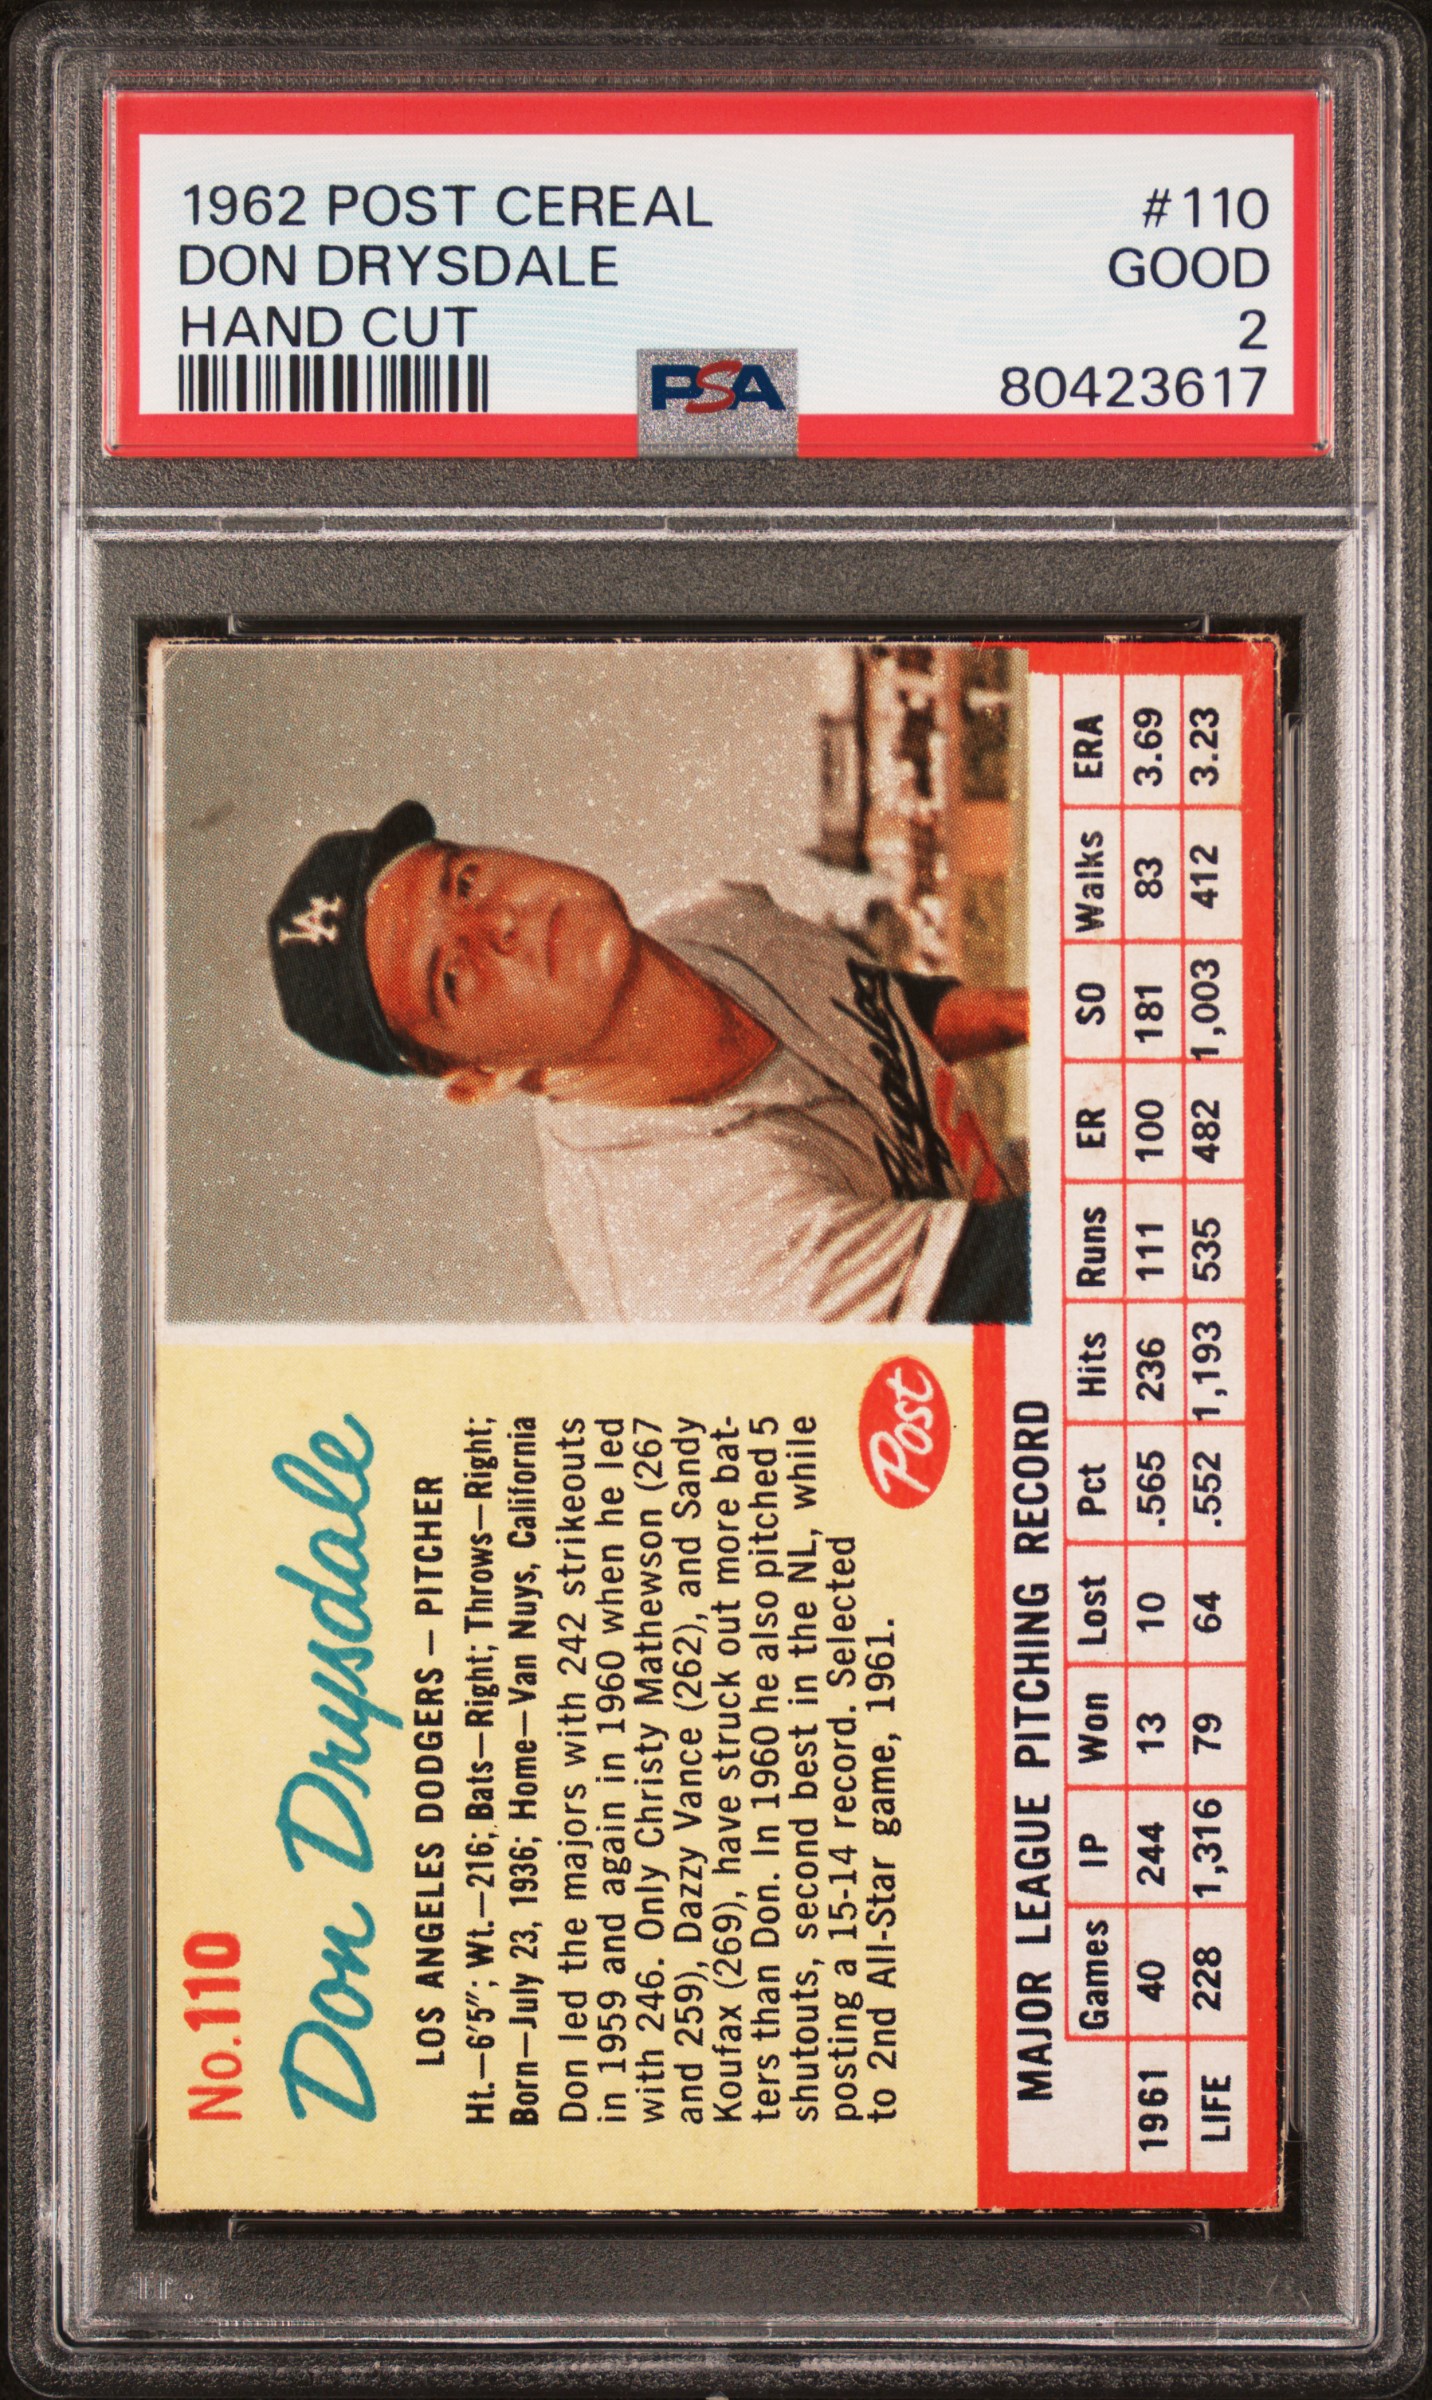 1962 POST CEREAL #110
DON DRYSDALE GOOD
HAND CUT 2
PSA 80423617
No.110
Don Drysdale
LOS ANGELES DODGERS – PITCHER
Ht.—6'5"; Wt.—216; Bats—Right; Throws—Right;
Born—July 23, 1936; Home—Van Nuys, California
Don led the majors with 242 strikeouts
in 1959 and again in 1960 when he led
with 246. Only Christy Mathewson (267
and 259), Dazzy Vance (262), and Sandy
Koufax (269), have struck out more bat-
ters than Don. In 1960 he also pitched 5
shutouts, second best in the NL, while
posting a 15-14 record. Selected
to 2nd All-Star game, 1961.
Post
LA
MAJOR LEAGUE PITCHING RECORD
Games IP Won Lost Pct Hits Runs ER SO Walks ERA
1961 40 244 13 10 .565 236 111 100 181 83 3.69
LIFE 228 1,316 79 64 .552 1,193 535 482 1,003 412 3.23